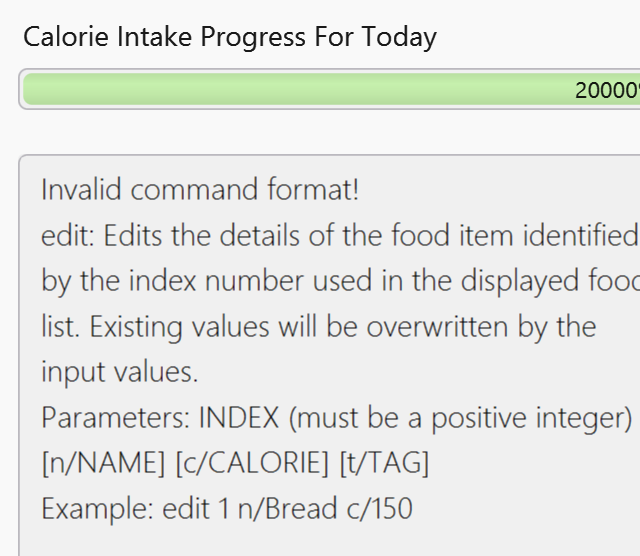 Calorie Intake Progress For Today
20000%
Invalid command format!
edit: Edits the details of the food item identified
by the index number used in the displayed food
list. Existing values will be overwritten by the
input values.
Parameters: INDEX (must be a positive integer)
[n/NAME] [c/CALORIE] [t/TAG]
Example: edit 1 n/Bread c/150